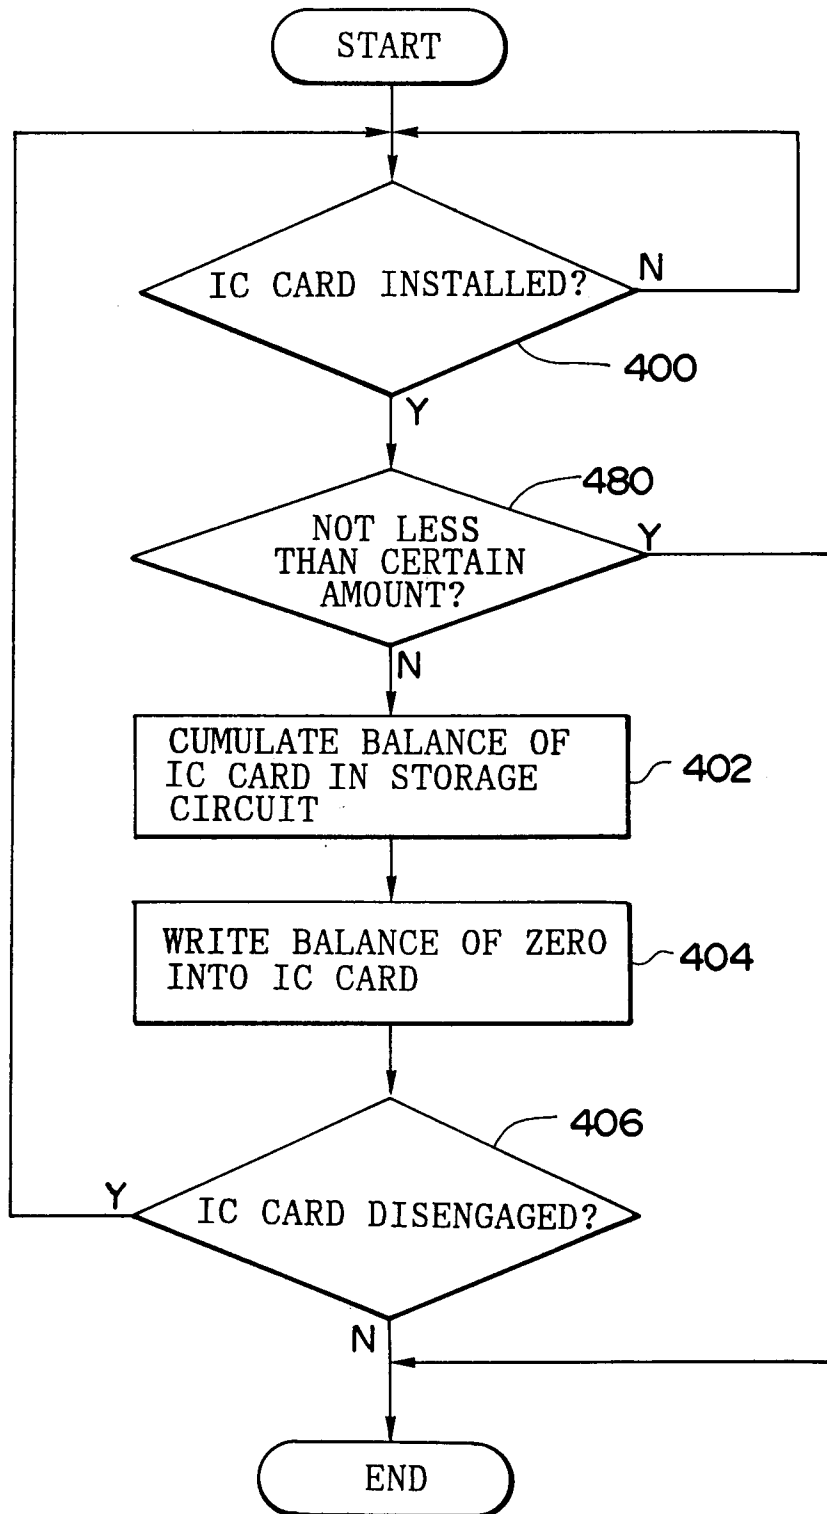 START
IC CARD INSTALLED?
N
400
Y
480
NOT LESS
THAN CERTAIN
AMOUNT?
Y
N
CUMULATE BALANCE OF
IC CARD IN STORAGE
CIRCUIT
402
WRITE BALANCE OF ZERO
INTO IC CARD
404
406
Y
IC CARD DISENGAGED?
N
END